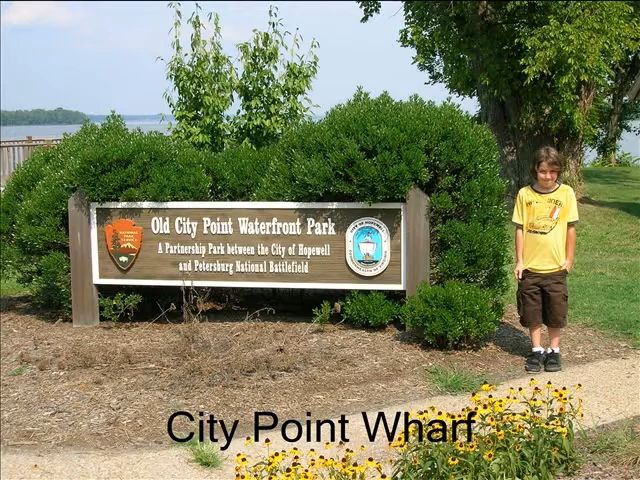 Old City Point Waterfront Park
A Partnership Park between the City of Hopewell
and Petersburg National Battlefield
City Point Wharf